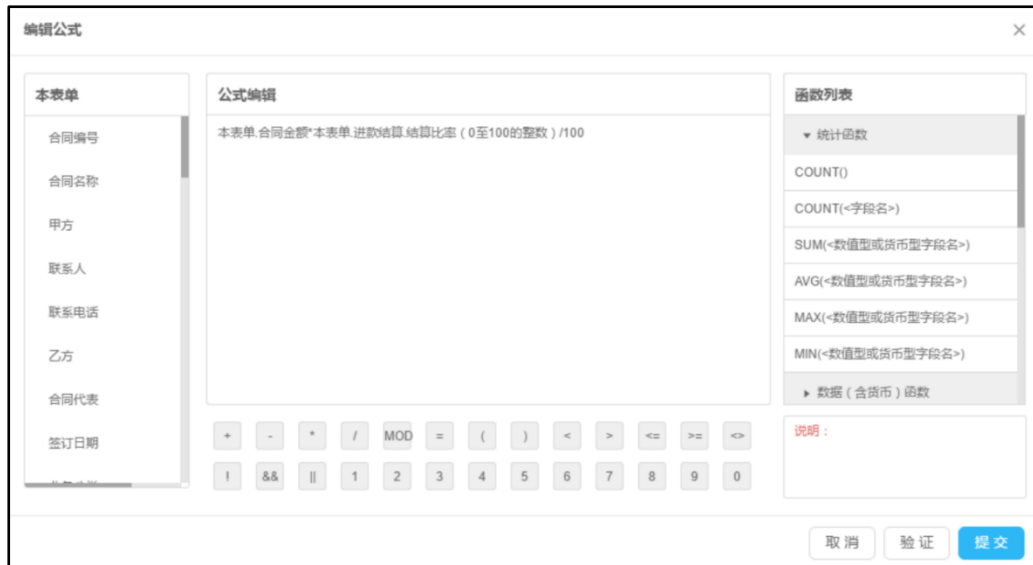 编辑公式
×
本表单
合同编号
合同名称
甲方
联系人
联系电话
乙方
合同代表
签订日期
公式编辑
本表单.合同金额*本表单.进款结算.结算比率（0至100的整数）/100
+ - * / MOD = ( ) < > <= >= <>
! && || 1 2 3 4 5 6 7 8 9 0
函数列表
▼ 统计函数
COUNT()
COUNT(<字段名>)
SUM(<数值型或货币型字段名>)
AVG(<数值型或货币型字段名>)
MAX(<数值型或货币型字段名>)
MIN(<数值型或货币型字段名>)
▶ 数据（含货币）函数
说明：
取消 验证 提交